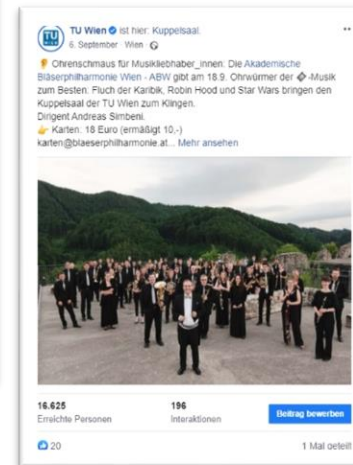 TU Wien ist hier: Kuppelsaal.
6. September · Wien ·
Ohrenschmaus für Musikliebhaber_innen: Die Akademische
Bläserphilharmonie Wien - ABW gibt am 18.9. Ohrwürmer der -Musik
zum Besten. Fluch der Karibik, Robin Hood und Star Wars bringen den
Kuppelsaal der TU Wien zum Klingen.
Dirigent Andreas Simbeni.
Karten: 18 Euro (ermäßigt 10,-)
karten@blaeserphilharmonie.at... Mehr ansehen
16.625
Erreichte Personen
196
Interaktionen
Beitrag bewerben
20
1 Mal geteilt